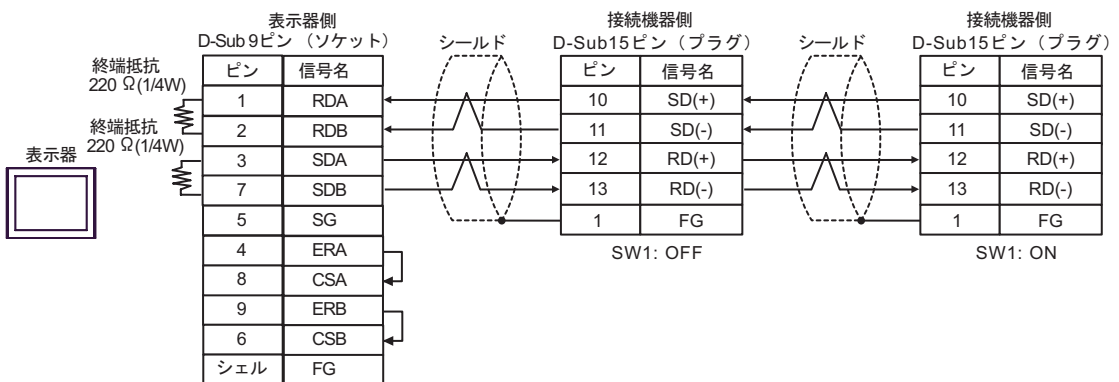 表示器
終端抵抗
220 Ω(1/4W)
終端抵抗
220 Ω(1/4W)
表示器側
D-Sub 9ピン （ソケット）
ピン 信号名
1 RDA
2 RDB
3 SDA
7 SDB
5 SG
4 ERA
8 CSA
9 ERB
6 CSB
シェル FG
シールド
接続機器側
D-Sub15ピン（プラグ）
ピン 信号名
10 SD(+)
11 SD(-)
12 RD(+)
13 RD(-)
1 FG
SW1: OFF
シールド
接続機器側
D-Sub15ピン（プラグ）
ピン 信号名
10 SD(+)
11 SD(-)
12 RD(+)
13 RD(-)
1 FG
SW1: ON